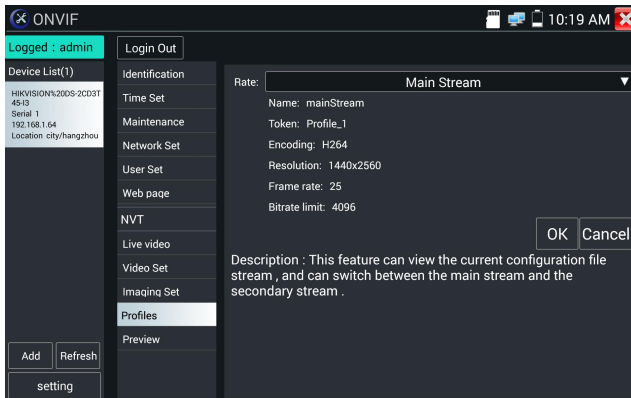 ONVIF
10:19 AM
Logged : admin
Login Out
Device List(1)
HIKVISION%20DS-2CD3T
45-I3
Serial 1
192.168.1.64
Location city/hangzhou
Add
Refresh
setting
Identification
Time Set
Maintenance
Network Set
User Set
Web page
NVT
Live video
Video Set
Imaging Set
Profiles
Preview
Rate:
Main Stream
Name: mainStream
Token: Profile_1
Encoding: H264
Resolution: 1440x2560
Frame rate: 25
Bitrate limit: 4096
OK
Cancel
Description : This feature can view the current configuration file
stream , and can switch between the main stream and the
secondary stream .